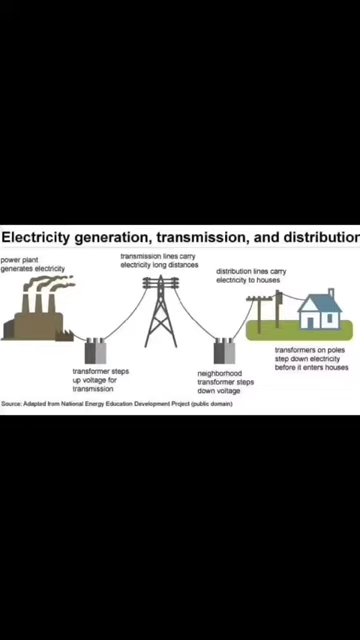 Electricity generation, transmission, and distribution
power plant
generates electricity
transmission lines carry
electricity long distances
distribution lines carry
electricity to houses
transformer steps
up voltage for
transmission
neighborhood
transformer steps
down voltage
transformers on poles
step down electricity
before it enters houses
Source: Adapted from National Energy Education Development Project (public domain)